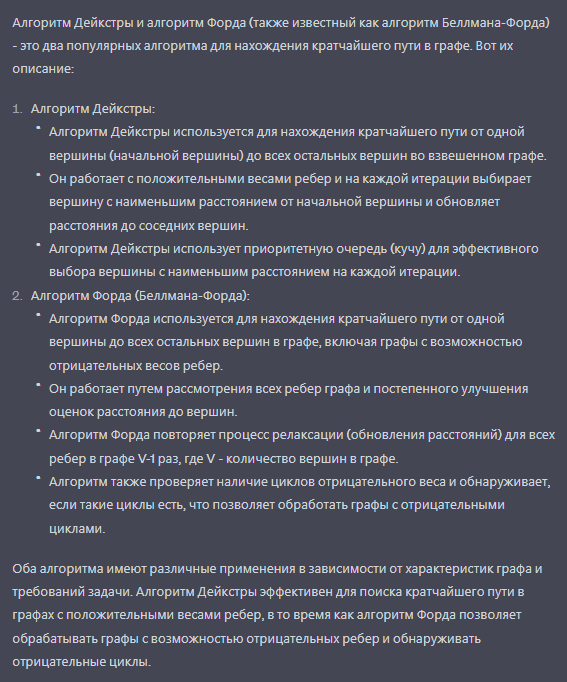 Алгоритм Дейкстры и алгоритм Форда (также известный как алгоритм Беллмана-Форда)
- это два популярных алгоритма для нахождения кратчайшего пути в графе. Вот их
описание:
1. Алгоритм Дейкстры:
• Алгоритм Дейкстры используется для нахождения кратчайшего пути от одной
вершины (начальной вершины) до всех остальных вершин во взвешенном графе.
• Он работает с положительными весами ребер и на каждой итерации выбирает
вершину с наименьшим расстоянием от начальной вершины и обновляет
расстояния до соседних вершин.
• Алгоритм Дейкстры использует приоритетную очередь (кучу) для эффективного
выбора вершины с наименьшим расстоянием на каждой итерации.
2. Алгоритм Форда (Беллмана-Форда):
• Алгоритм Форда используется для нахождения кратчайшего пути от одной
вершины до всех остальных вершин в графе, включая графы с возможностью
отрицательных весов ребер.
• Он работает путем рассмотрения всех ребер графа и постепенного улучшения
оценок расстояния до вершин.
• Алгоритм Форда повторяет процесс релаксации (обновления расстояний) для всех
ребер в графе V-1 раз, где V - количество вершин в графе.
• Алгоритм также проверяет наличие циклов отрицательного веса и обнаруживает,
если такие циклы есть, что позволяет обработать графы с отрицательными
циклами.
Оба алгоритма имеют различные применения в зависимости от характеристик графа и
требований задачи. Алгоритм Дейкстры эффективен для поиска кратчайшего пути в
графах с положительными весами ребер, в то время как алгоритм Форда позволяет
обрабатывать графы с возможностью отрицательных ребер и обнаруживать
отрицательные циклы.